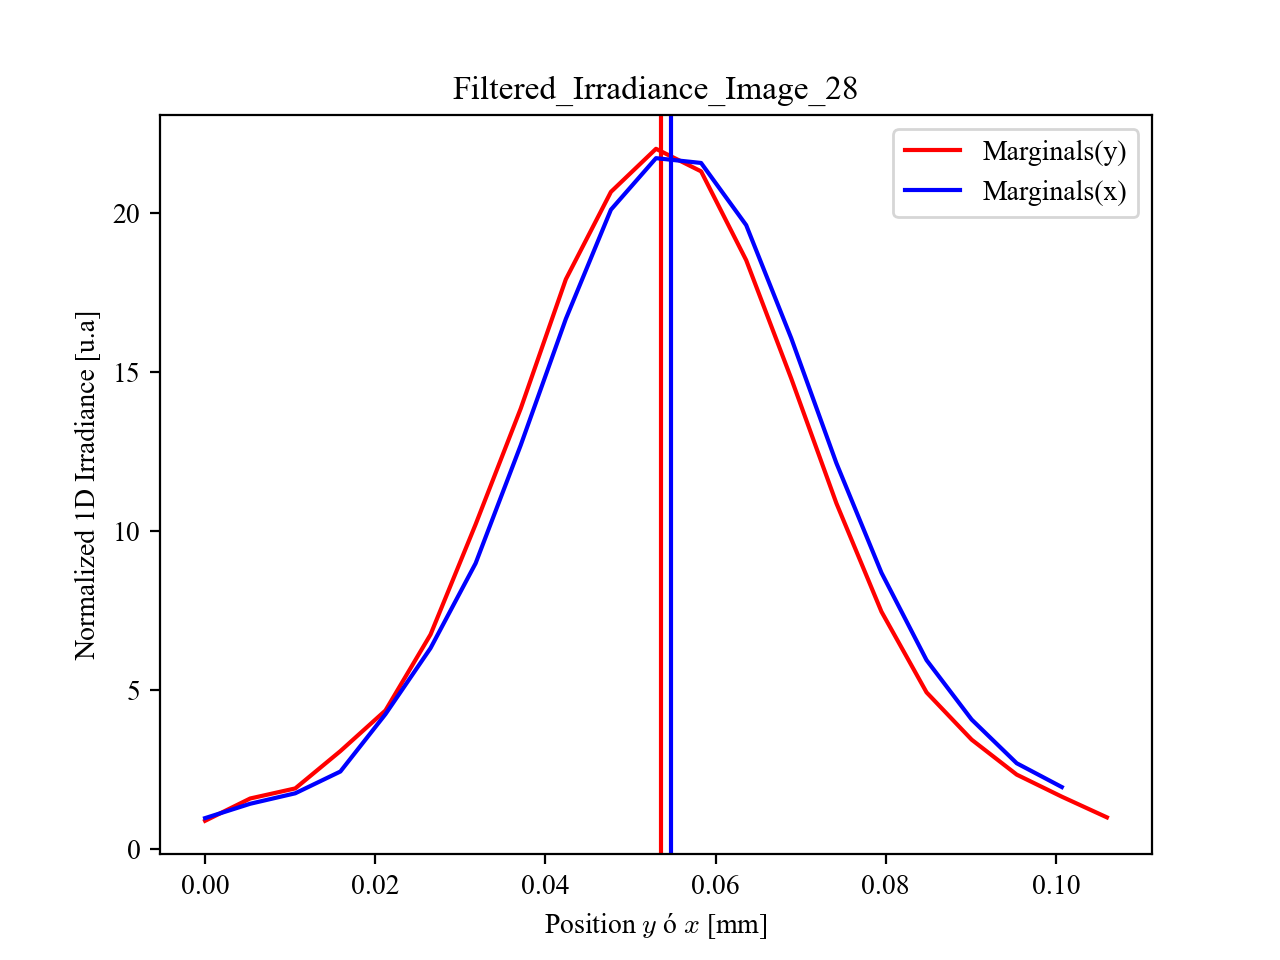 Filtered_Irradiance_Image_28
Marginals(y)
Marginals(x)
Normalized 1D Irradiance [u.a]
20
15
10
5
0
0.00 0.02 0.04 0.06 0.08 0.10
Position y ó x [mm]